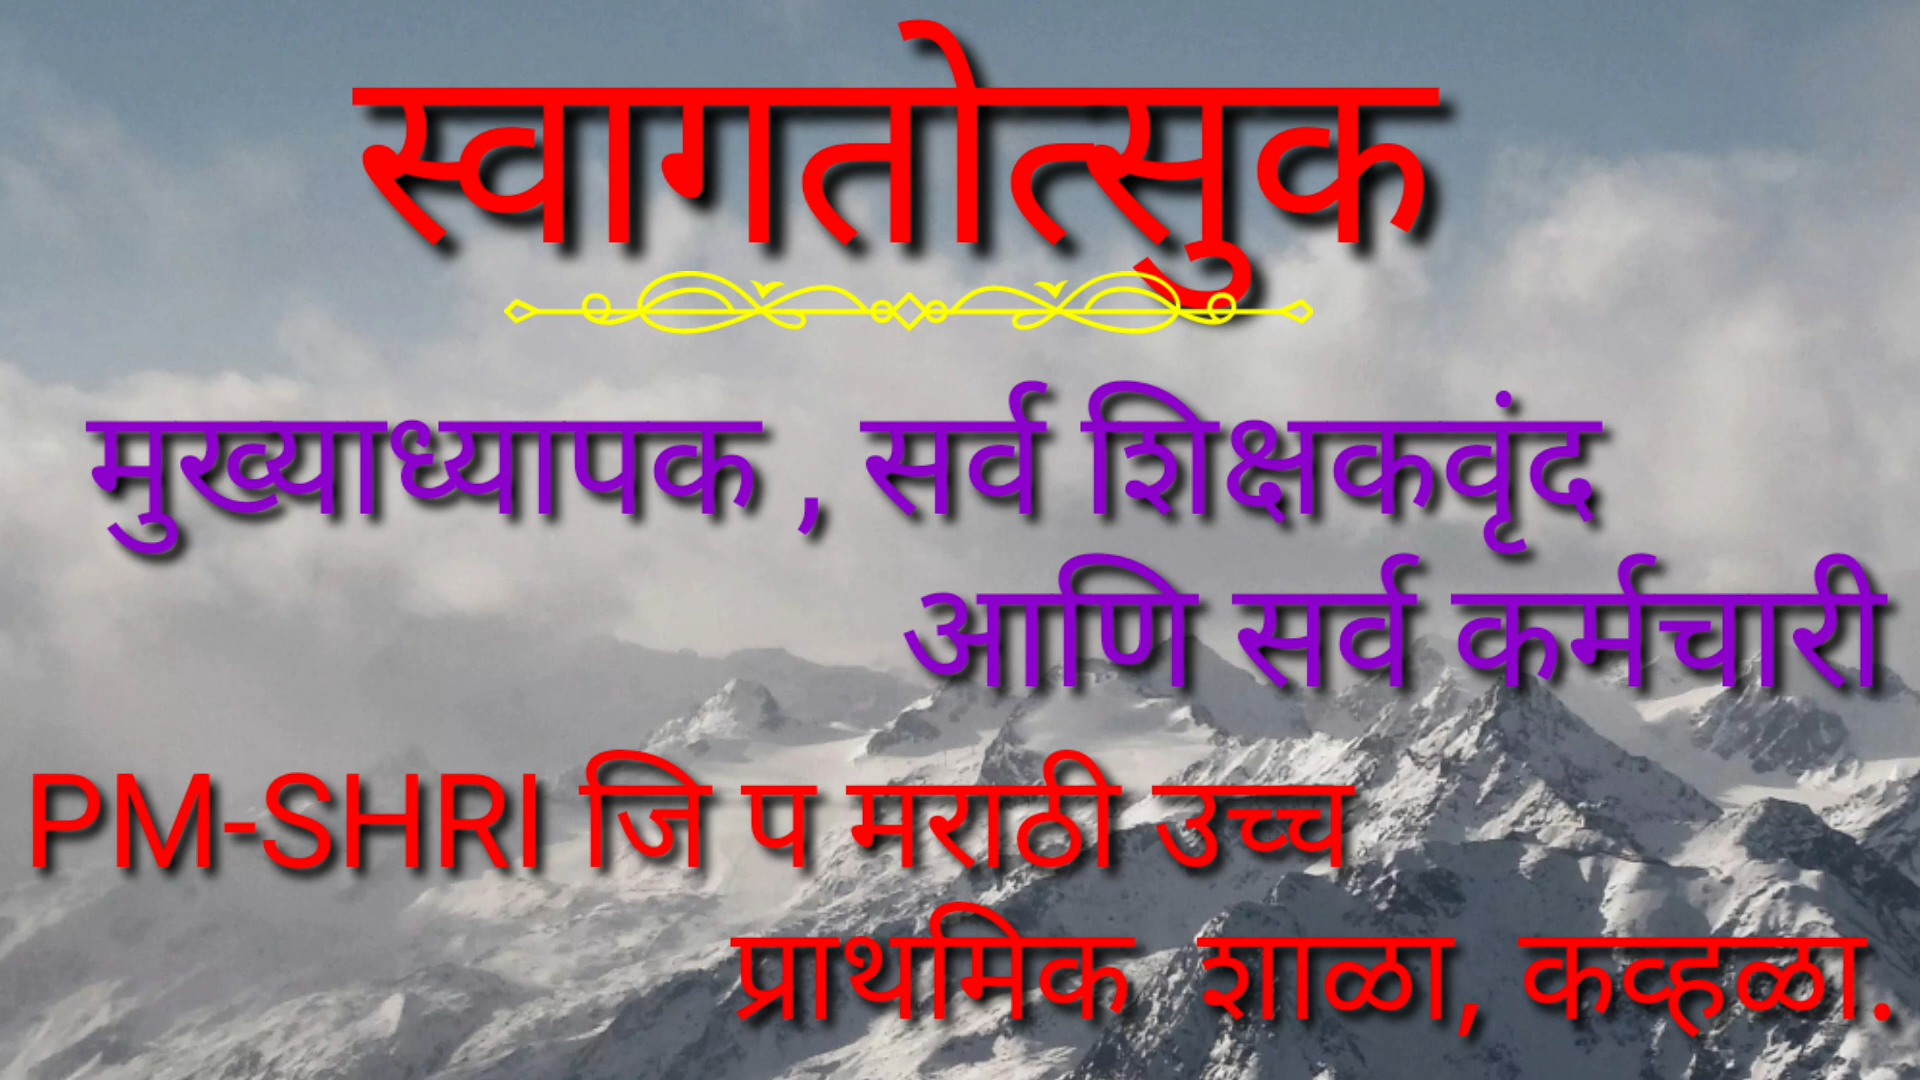 स्वागतोत्सुक
मुख्याध्यापक , सर्व शिक्षकवृंद
आणि सर्व कर्मचारी
PM-SHRI जि प मराठी उच्च
प्राथमिक शाळा, कव्हळा.